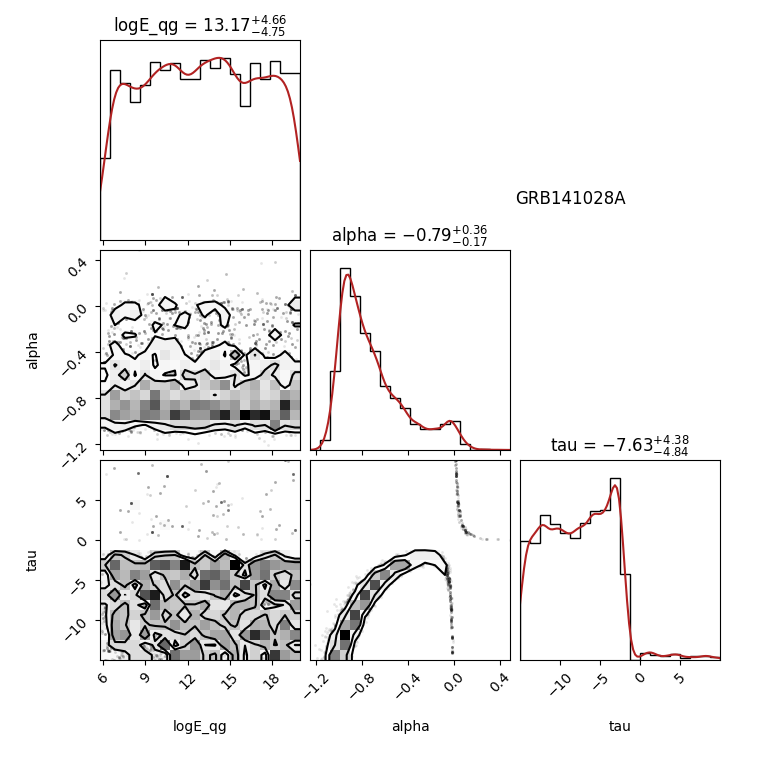 logE_qg = 13.17^{+4.66}_{−4.75}
GRB141028A
alpha = −0.79^{+0.36}_{−0.17}
0.4
0.0
−0.4
−0.8
−1.2
alpha
tau = −7.63^{+4.38}_{−4.84}
5
0
−5
−10
tau
6 9 12 15 18
−1.2 −0.8 −0.4 0.0 0.4
−10 −5 0 5
logE_qg alpha tau